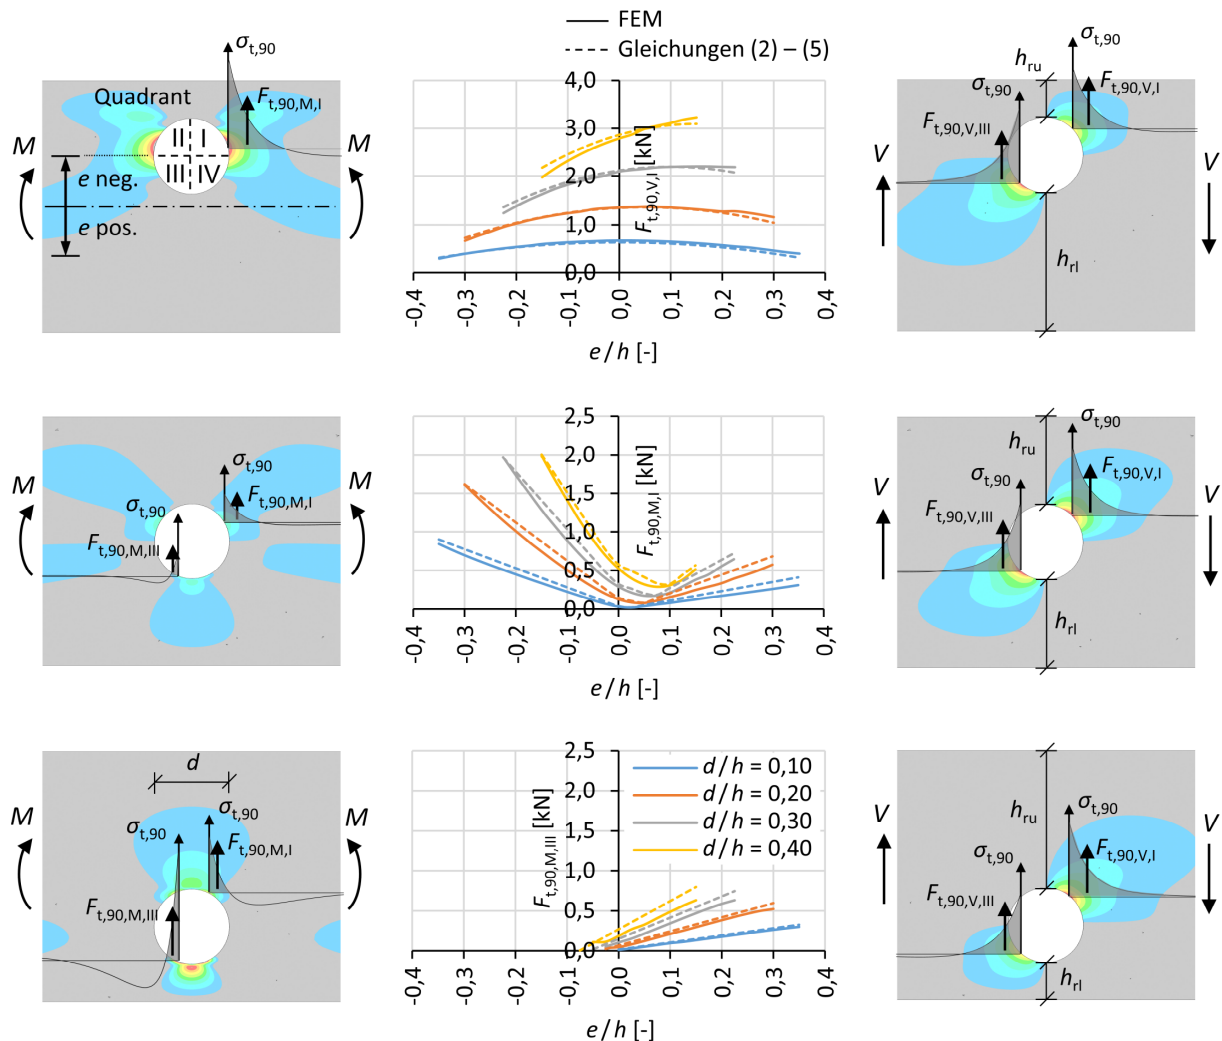 FEM
Gleichungen (2) – (5)
σt,90
Quadrant
Ft,90,M,I
II I
III IV
M
M
e neg.
e pos.
4,0
3,0
2,0
1,0
0,0
Ft,90,V,I [kN]
-0,4
-0,3
-0,2
-0,1
0,0
0,1
0,2
0,3
0,4
e/h [-]
σt,90
hru
σt,90
Ft,90,V,I
Ft,90,V,III
V
V
hrl
M
M
σt,90
Ft,90,M,I
σt,90
Ft,90,M,III
2,5
2,0
1,5
1,0
0,5
0,0
Ft,90,M,I [kN]
-0,4
-0,3
-0,2
-0,1
0,0
0,1
0,2
0,3
0,4
e/h [-]
hru
σt,90
σt,90
Ft,90,V,I
Ft,90,V,III
V
V
hrl
d
M
M
σt,90
σt,90
Ft,90,M,I
Ft,90,M,III
2,5
2,0
1,5
1,0
0,5
0,0
Ft,90,M,III [kN]
d/h = 0,10
d/h = 0,20
d/h = 0,30
d/h = 0,40
-0,4
-0,3
-0,2
-0,1
0,0
0,1
0,2
0,3
0,4
e/h [-]
V
V
hru
σt,90
σt,90
Ft,90,V,I
Ft,90,V,III
hrl